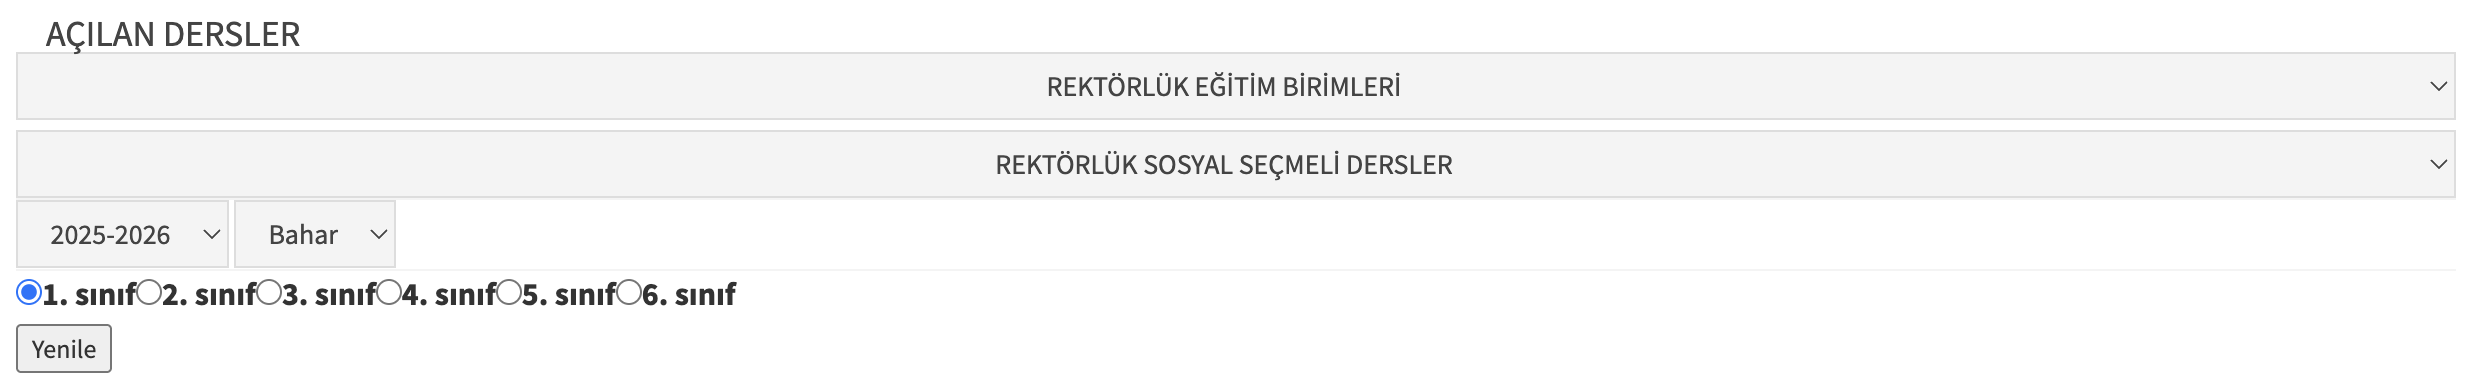 AÇILAN DERSLER
REKTÖRLÜK EĞİTİM BİRİMLERİ
REKTÖRLÜK SOSYAL SEÇMELİ DERSLER
2025-2026 Bahar
1. sınıf 2. sınıf 3. sınıf 4. sınıf 5. sınıf 6. sınıf
Yenile